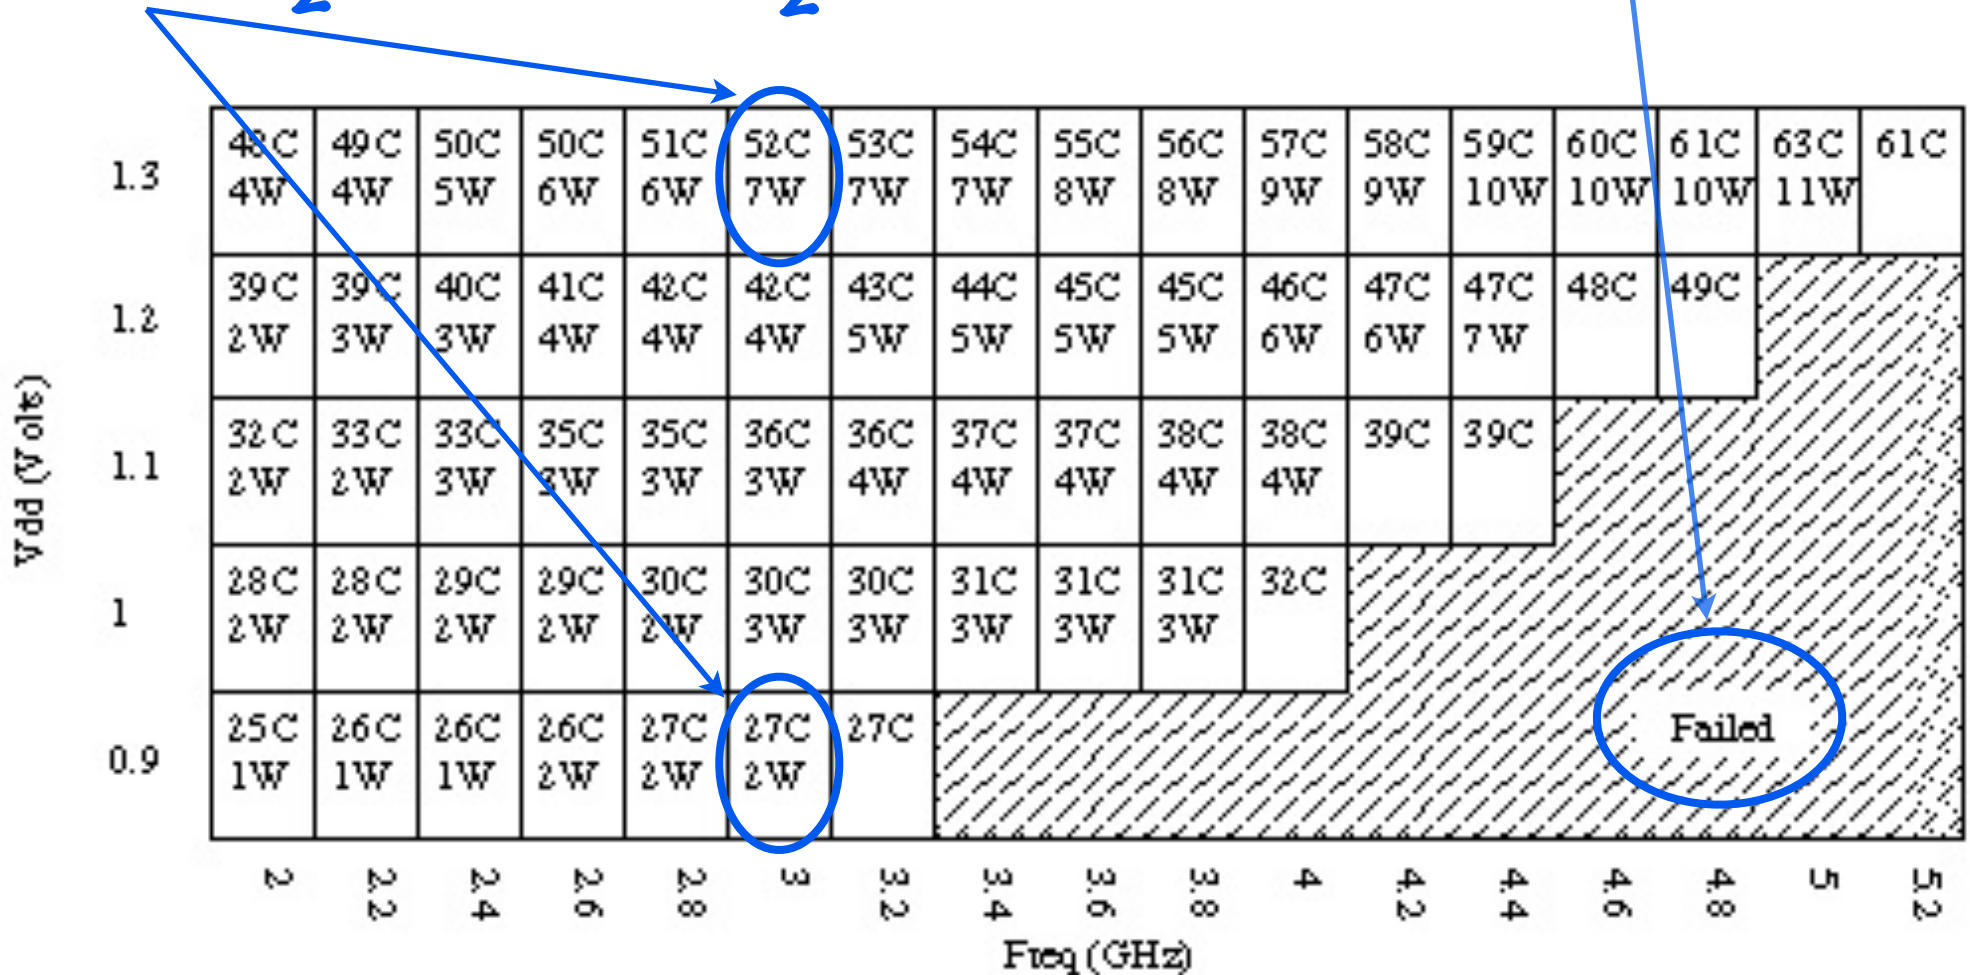 2 2
1.3 48C 49C 50C 50C 51C 52C 53C 54C 55C 56C 57C 58C 59C 60C 61C 63C 61C
4W 4W 5W 6W 6W 7W 7W 7W 8W 8W 9W 9W 10W 10W 10W 11W
1.2 39C 39C 40C 41C 42C 42C 43C 44C 45C 45C 46C 47C 47C 48C 49C
2W 3W 3W 4W 4W 4W 5W 5W 5W 5W 6W 6W 7W
1.1 32C 33C 33C 35C 35C 36C 36C 37C 37C 38C 38C 39C 39C
2W 2W 3W 3W 3W 3W 4W 4W 4W 4W 4W
1 28C 28C 29C 29C 30C 30C 30C 31C 31C 31C 32C
2W 2W 2W 2W 2W 3W 3W 3W 3W 3W
0.9 25C 26C 26C 26C 27C 27C 27C
1W 1W 1W 2W 2W 2W
Failed
Vdd (Volts)
2 2.2 2.4 2.6 2.8 3 3.2 3.4 3.6 3.8 4 4.2 4.4 4.6 4.8 5 5.2
Freq (GHz)